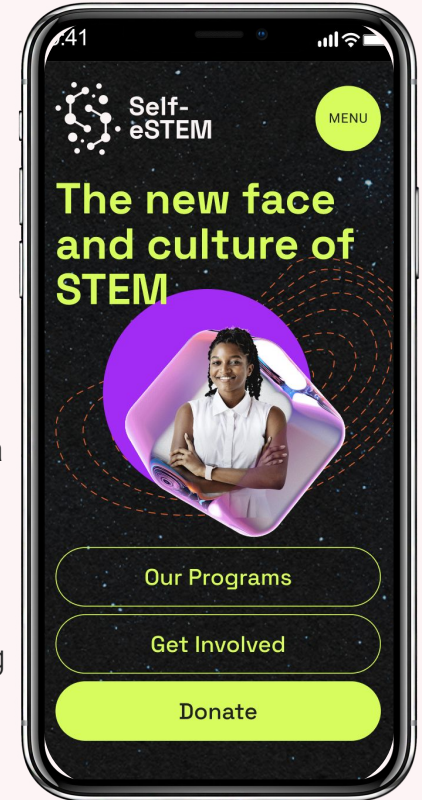 :41
Self-
eSTEM
MENU
The new face
and culture of
STEM
Our Programs
Get Involved
Donate